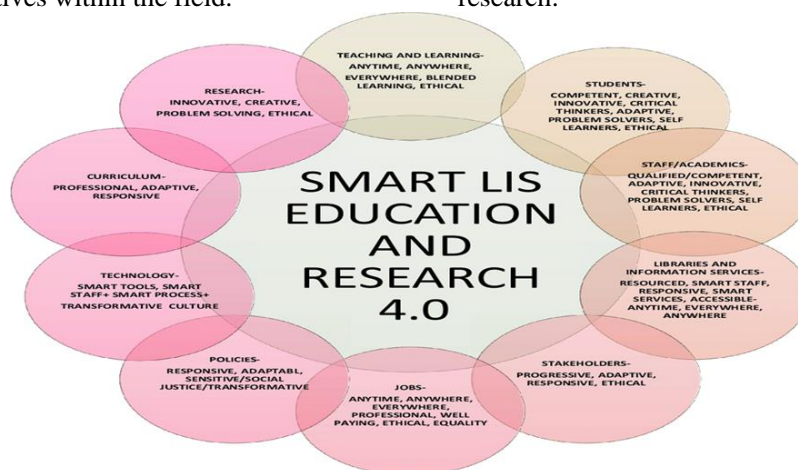 research.
TEACHING AND LEARNING-
ANYTIME, ANYWHERE,
EVERYWHERE, BLENDED
LEARNING, ETHICAL
STUDENTS-
COMPETENT, CREATIVE,
INNOVATIVE, CRITICAL
THINKERS, ADAPTIVE,
PROBLEM SOLVERS, SELF
LEARNERS, ETHICAL
STAFF/ACADEMICS-
QUALIFIED/COMPETENT,
ADAPTIVE, INNOVATIVE,
CRITICAL THINKERS,
PROBLEM SOLVERS, SELF
LEARNERS, ETHICAL
LIBRARIES AND
INFORMATION SERVICES-
RESOURCED, SMART STAFF,
RESPONSIVE, SMART
SERVICES, ACCESSIBLE-
ANYTIME, EVERYWHERE,
ANYWHERE
STAKEHOLDERS-
PROGRESSIVE, ADAPTIVE,
RESPONSIVE, ETHICAL
JOBS-
ANYTIME, ANYWHERE,
EVERYWHERE,
PROFESSIONAL, WELL
PAYING, ETHICAL, EQUALITY
POLICIES-
RESPONSIVE, ADAPTABL,
SENSITIVE/SOCIAL
JUSTICE/TRANSFORMATIVE
TECHNOLOGY-
SMART TOOLS, SMART
STAFF+ SMART PROCESS+
TRANSFORMATIVE CULTURE
CURRICULUM-
PROFESSIONAL, ADAPTIVE,
RESPONSIVE
RESEARCH-
INNOVATIVE, CREATIVE,
PROBLEM SOLVING, ETHICAL
SMART LIS
EDUCATION
AND
RESEARCH
4.0